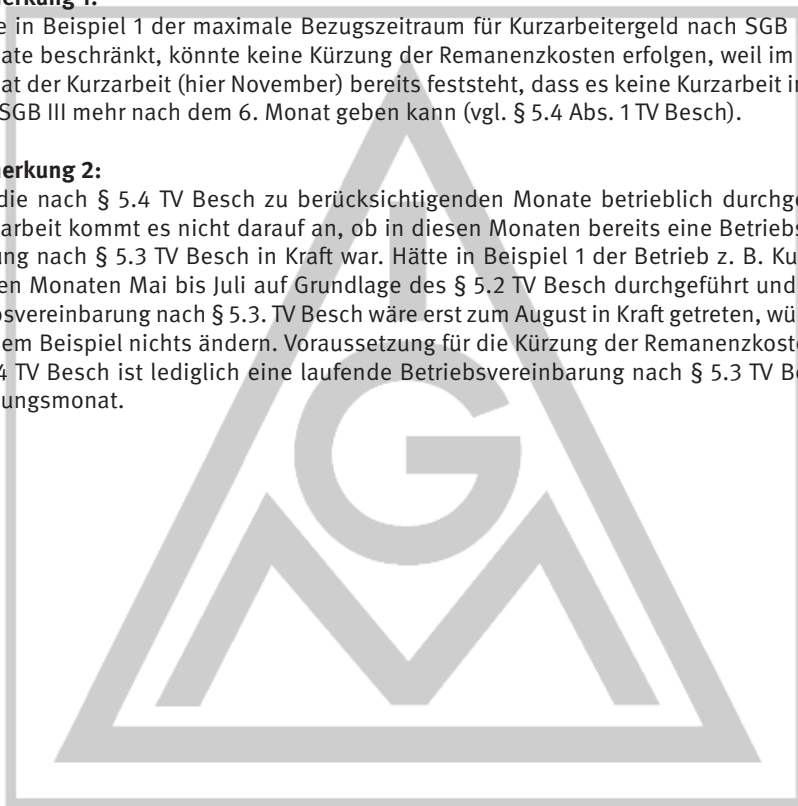 erkung 1:
e in Beispiel 1 der maximale Bezugszeitraum für Kurzarbeitergeld nach SGB
ate beschränkt, könnte keine Kürzung der Remanenzkosten erfolgen, weil im
at der Kurzarbeit (hier November) bereits feststeht, dass es keine Kurzarbeit i
SGB III mehr nach dem 6. Monat geben kann (vgl. § 5.4 Abs. 1 TV Besch).
erkung 2:
die nach § 5.4 TV Besch zu berücksichtigenden Monate betrieblich durchge
arbeit kommt es nicht darauf an, ob in diesen Monaten bereits eine Betriebs
ung nach § 5.3 TV Besch in Kraft war. Hätte in Beispiel 1 der Betrieb z. B. Ku
en Monaten Mai bis Juli auf Grundlage des § 5.2 TV Besch durchgeführt und
bsvereinbarung nach § 5.3. TV Besch wäre erst zum August in Kraft getreten, wü
em Beispiel nichts ändern. Voraussetzung für die Kürzung der Remanenzkoste
4 TV Besch ist lediglich eine laufende Betriebsvereinbarung nach § 5.3 TV Be
ungsmonat.
I
G
M